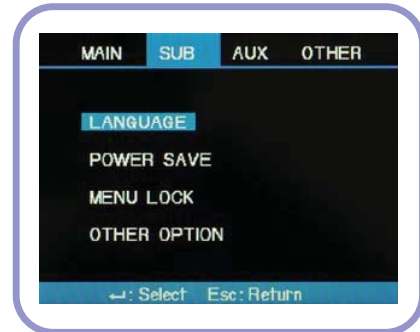 MAIN SUB AUX OTHER
LANGUAGE
POWER SAVE
MENU LOCK
OTHER OPTION
↵: Select Esc: Return